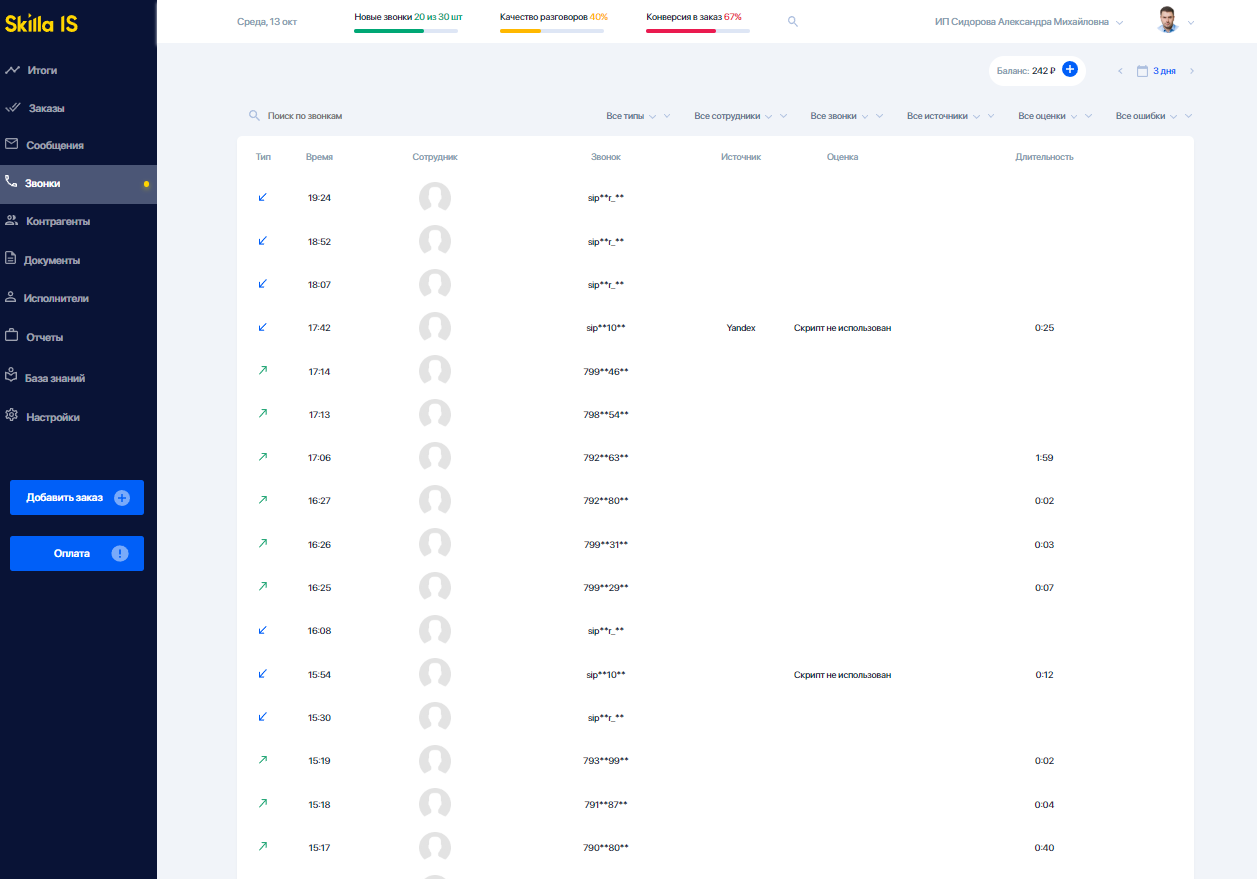 Skilla IS
Среда, 13 окт
Новые звонки 20 из 30 шт
Качество разговоров 40%
Конверсия в заказ 67%
ИП Сидорова Александра Михайловна
Итоги
Заказы
Сообщения
Звонки
Контрагенты
Документы
Исполнители
Отчеты
База знаний
Настройки
Добавить заказ
Оплата
Баланс: 242 ₽
3 дня
Поиск по звонкам
Все типы
Все сотрудники
Все звонки
Все источники
Все оценки
Все ошибки
Тип Время Сотрудник Звонок Источник Оценка Длительность
19:24 sip**r_**
18:52 sip**r_**
18:07 sip**r_**
17:42 sip**10** Yandex Скрипт не использован 0:25
17:14 799**46**
17:13 798**54**
17:06 792**63** 1:59
16:27 792**80** 0:02
16:26 799**31** 0:03
16:25 799**29** 0:07
16:08 sip**r_**
15:54 sip**10** Скрипт не использован 0:12
15:30 sip**r_**
15:19 793**99** 0:02
15:18 791**87** 0:04
15:17 790**80** 0:40